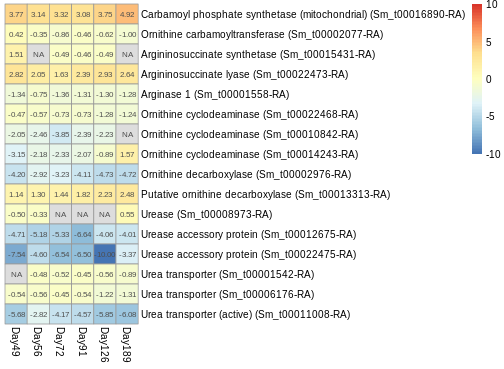 3.77 3.14 3.32 3.08 3.75 4.92 Carbamoyl phosphate synthetase (mitochondrial) (Sm_t00016890-RA)
0.42 -0.35 -0.86 -0.46 -0.62 -1.00 Ornithine carbamoyltransferase (Sm_t00002077-RA)
1.51 NA -0.49 -0.46 -0.49 NA Argininosuccinate synthetase (Sm_t00015431-RA)
2.82 2.05 1.63 2.39 2.93 2.64 Argininosuccinate lyase (Sm_t00022473-RA)
-1.34 -0.75 -1.36 -1.31 -1.30 -1.28 Arginase 1 (Sm_t00001558-RA)
-0.47 -0.57 -0.73 -0.73 -1.28 -1.24 Ornithine cyclodeaminase (Sm_t00022468-RA)
-2.05 -2.48 -3.85 -2.39 -2.23 NA Ornithine cyclodeaminase (Sm_t00010842-RA)
-3.15 -2.18 -2.33 -2.07 -0.89 1.57 Ornithine cyclodeaminase (Sm_t00014243-RA)
-4.20 -2.92 -3.23 -4.11 -4.73 -4.72 Ornithine decarboxylase (Sm_t00002976-RA)
1.14 1.30 1.44 1.82 2.23 2.48 Putative ornithine decarboxylase (Sm_t00013313-RA)
-0.50 -0.33 NA NA NA 0.55 Urease (Sm_t00008973-RA)
-4.71 -5.18 -5.33 -6.64 -4.06 -4.01 Urease accessory protein (Sm_t00012675-RA)
-7.54 -4.60 -6.54 -6.50 -10.00 -3.37 Urease accessory protein (Sm_t00022475-RA)
NA -0.48 -0.52 -0.45 -0.56 -0.89 Urea transporter (Sm_t00001542-RA)
-0.54 -0.56 -0.45 -0.54 -1.22 -1.31 Urea transporter (Sm_t00006176-RA)
-5.68 -2.82 -4.17 -4.57 -5.85 -6.08 Urea transporter (active) (Sm_t00011008-RA)
Day49 Day56 Day72 Day91 Day126 Day189
10
5
0
-5
-10